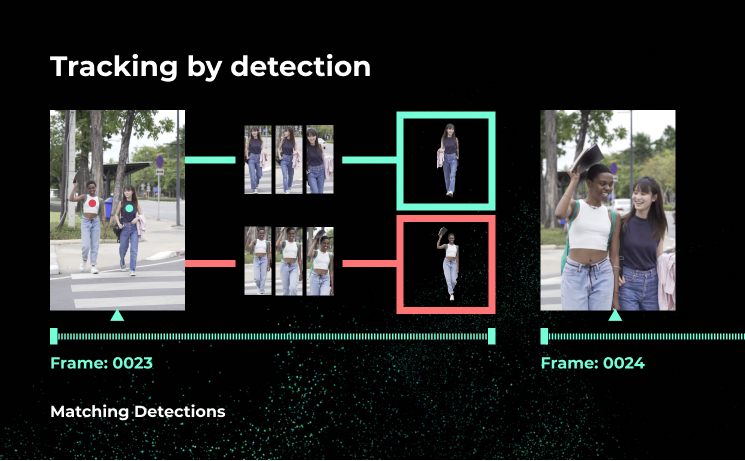 Tracking by detection
Frame: 0023
Frame: 0024
Matching Detections